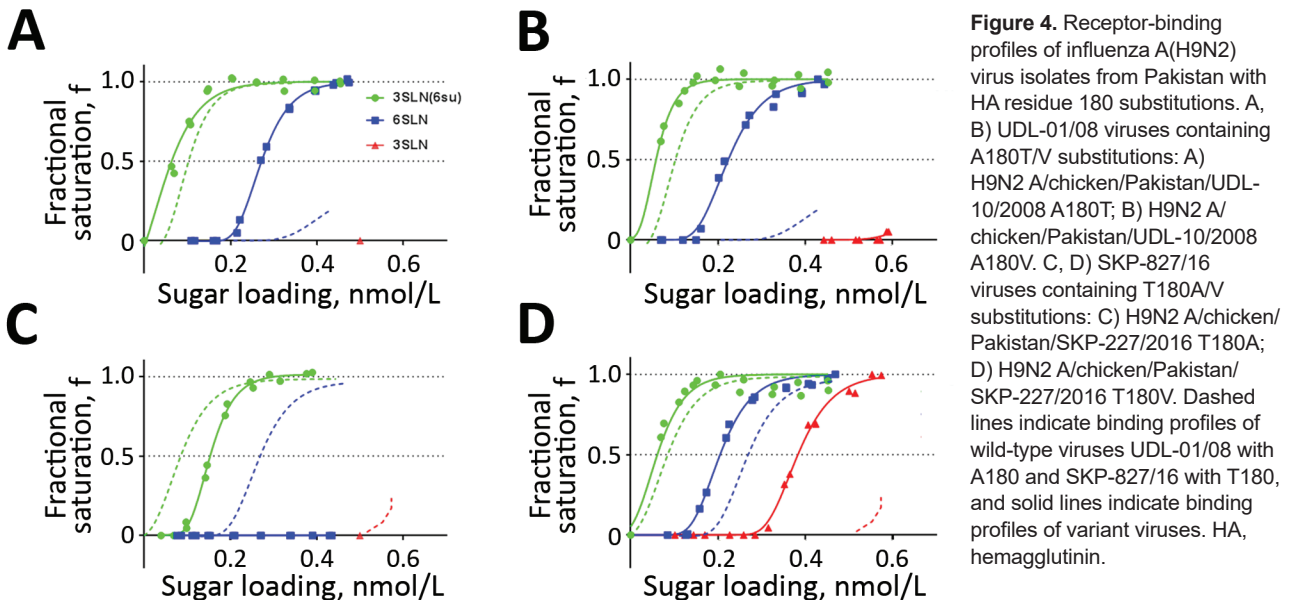 A
Fractional
saturation, f
1.0
0.5
0
0.2
0.4
0.6
Sugar loading, nmol/L
3SLN(6su)
6SLN
3SLN
B
Fractional
saturation, f
1.0
0.5
0
0.2
0.4
0.6
Sugar loading, nmol/L
C
Fractional
saturation, f
1.0
0.5
0
0.2
0.4
0.6
Sugar loading, nmol/L
D
Fractional
saturation, f
1.0
0.5
0
0.2
0.4
0.6
Sugar loading, nmol/L
Figure 4. Receptor-binding
profiles of influenza A(H9N2)
virus isolates from Pakistan with
HA residue 180 substitutions. A,
B) UDL-01/08 viruses containing
A180T/V substitutions: A)
H9N2 A/chicken/Pakistan/UDL-
10/2008 A180T; B) H9N2 A/
chicken/Pakistan/UDL-10/2008
A180V. C, D) SKP-827/16
viruses containing T180A/V
substitutions: C) H9N2 A/chicken/
Pakistan/SKP-227/2016 T180A;
D) H9N2 A/chicken/Pakistan/
SKP-227/2016 T180V. Dashed
lines indicate binding profiles of
wild-type viruses UDL-01/08 with
A180 and SKP-827/16 with T180,
and solid lines indicate binding
profiles of variant viruses. HA,
hemagglutinin.